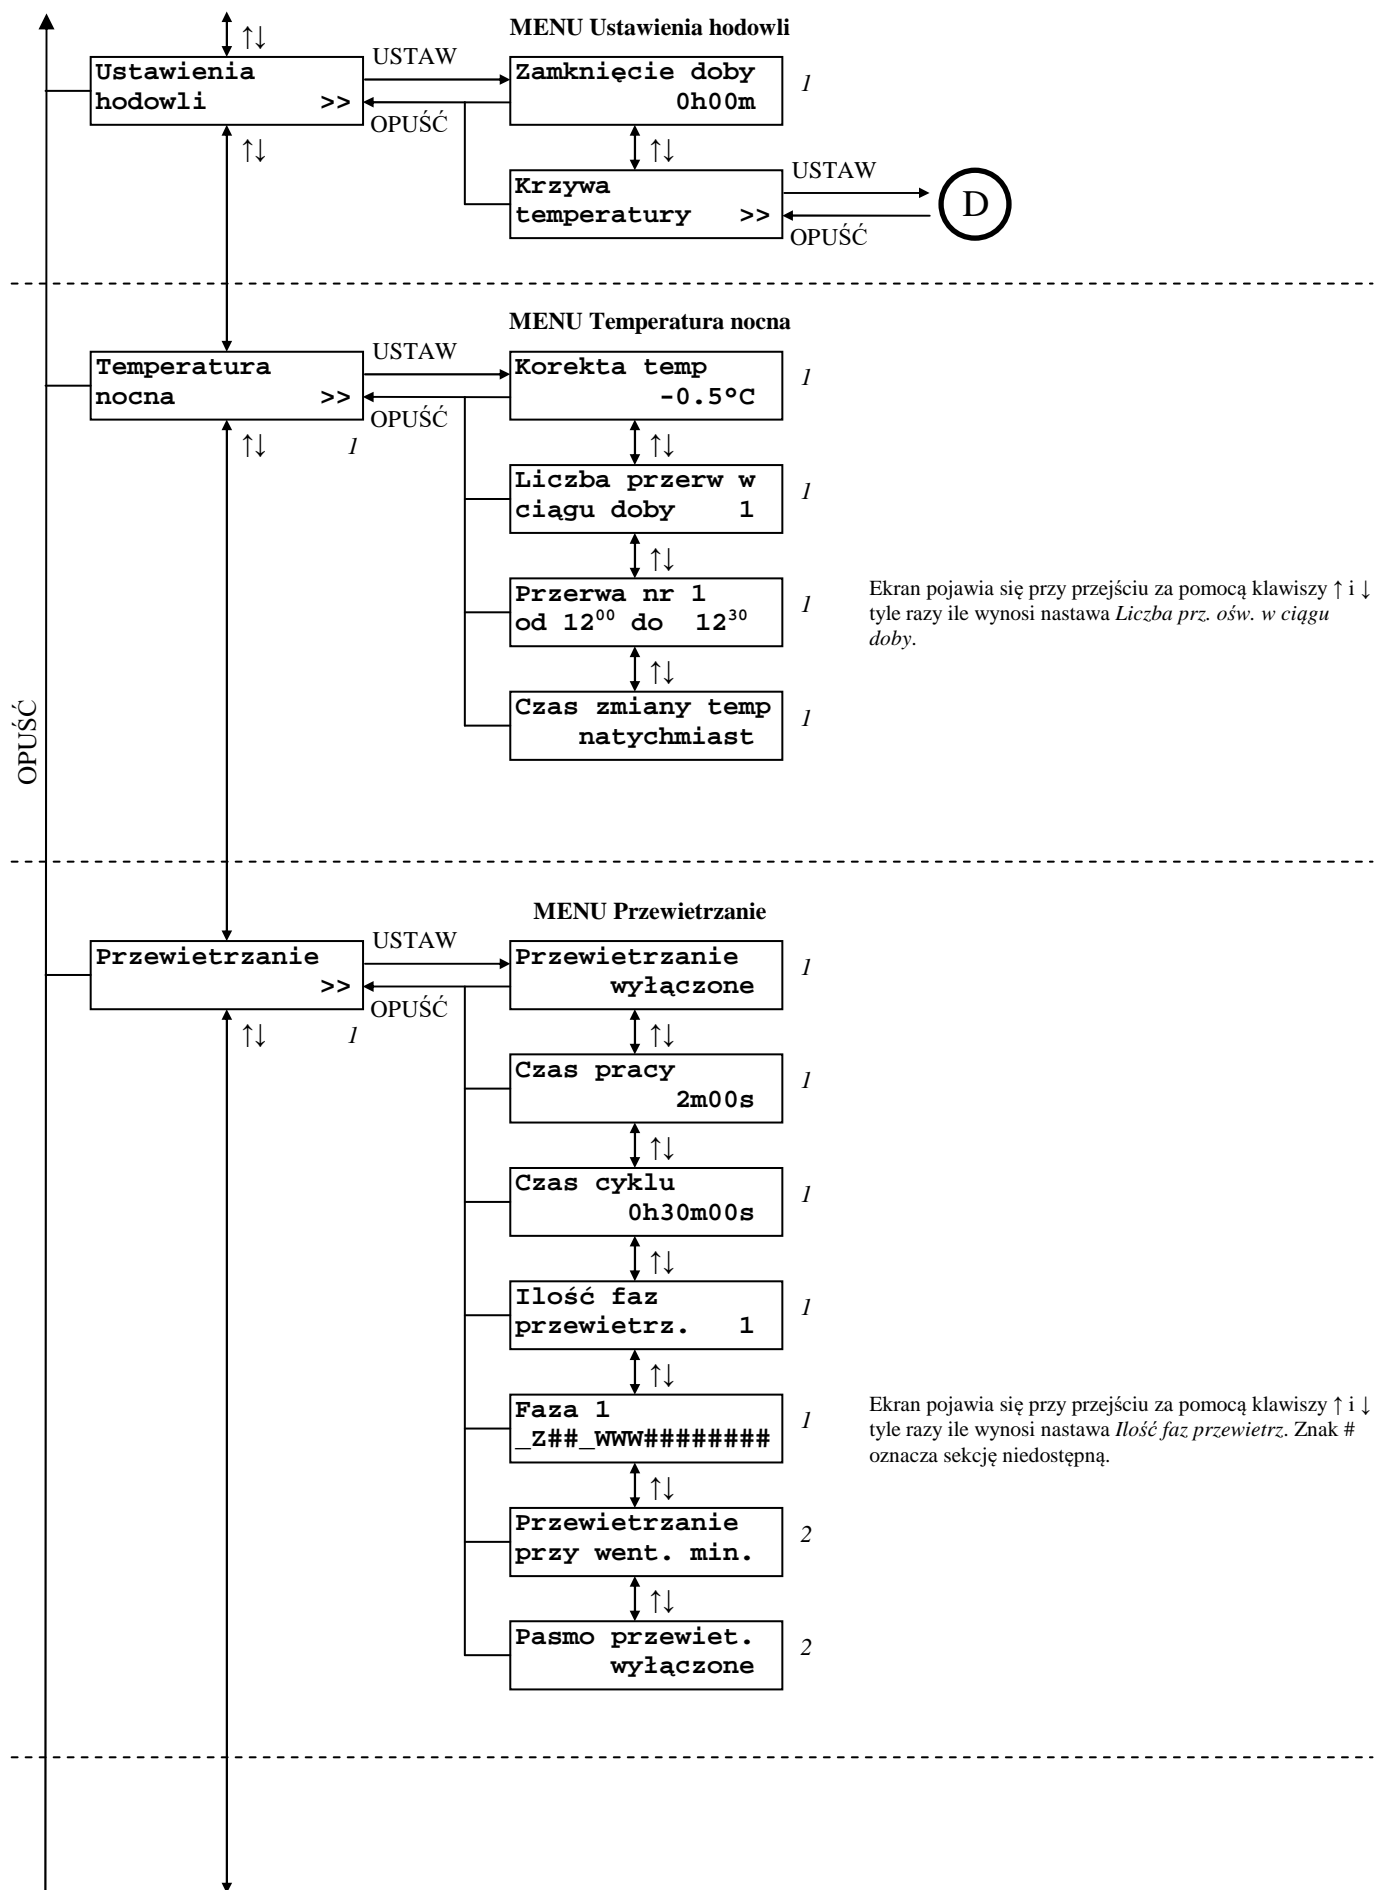 MENU Ustawienia hodowli
↑↓
Ustawienia
hodowli >>
USTAW
OPUŚĆ
Zamknięcie doby
0h00m
1
↑↓
↑↓
Krzywa
temperatury >>
USTAW
OPUŚĆ
D
MENU Temperatura nocna
Temperatura
nocna >>
USTAW
OPUŚĆ
Korekta temp
-0.5°C
1
↑↓
1
↑↓
Liczba przerw w
ciągu doby 1
1
↑↓
Przerwa nr 1
od 12⁰⁰ do 12³⁰
1
Ekran pojawia się przy przejściu za pomocą klawiszy ↑ i ↓
tyle razy ile wynosi nastawa Liczba prz. ośw. w ciągu
doby.
↑↓
Czas zmiany temp
natychmiast
1
OPUŚĆ
MENU Przewietrzanie
Przewietrzanie
>>
USTAW
OPUŚĆ
Przewietrzanie
wyłączone
1
↑↓
1
↑↓
Czas pracy
2m00s
1
↑↓
Czas cyklu
0h30m00s
1
↑↓
Ilość faz
przewietrz. 1
1
↑↓
Faza 1
_Z##_WWW########
1
Ekran pojawia się przy przejściu za pomocą klawiszy ↑ i ↓
tyle razy ile wynosi nastawa Ilość faz przewietrz. Znak #
oznacza sekcję niedostępną.
↑↓
Przewietrzanie
przy went. min.
2
↑↓
Pasmo przewiet.
wyłączone
2